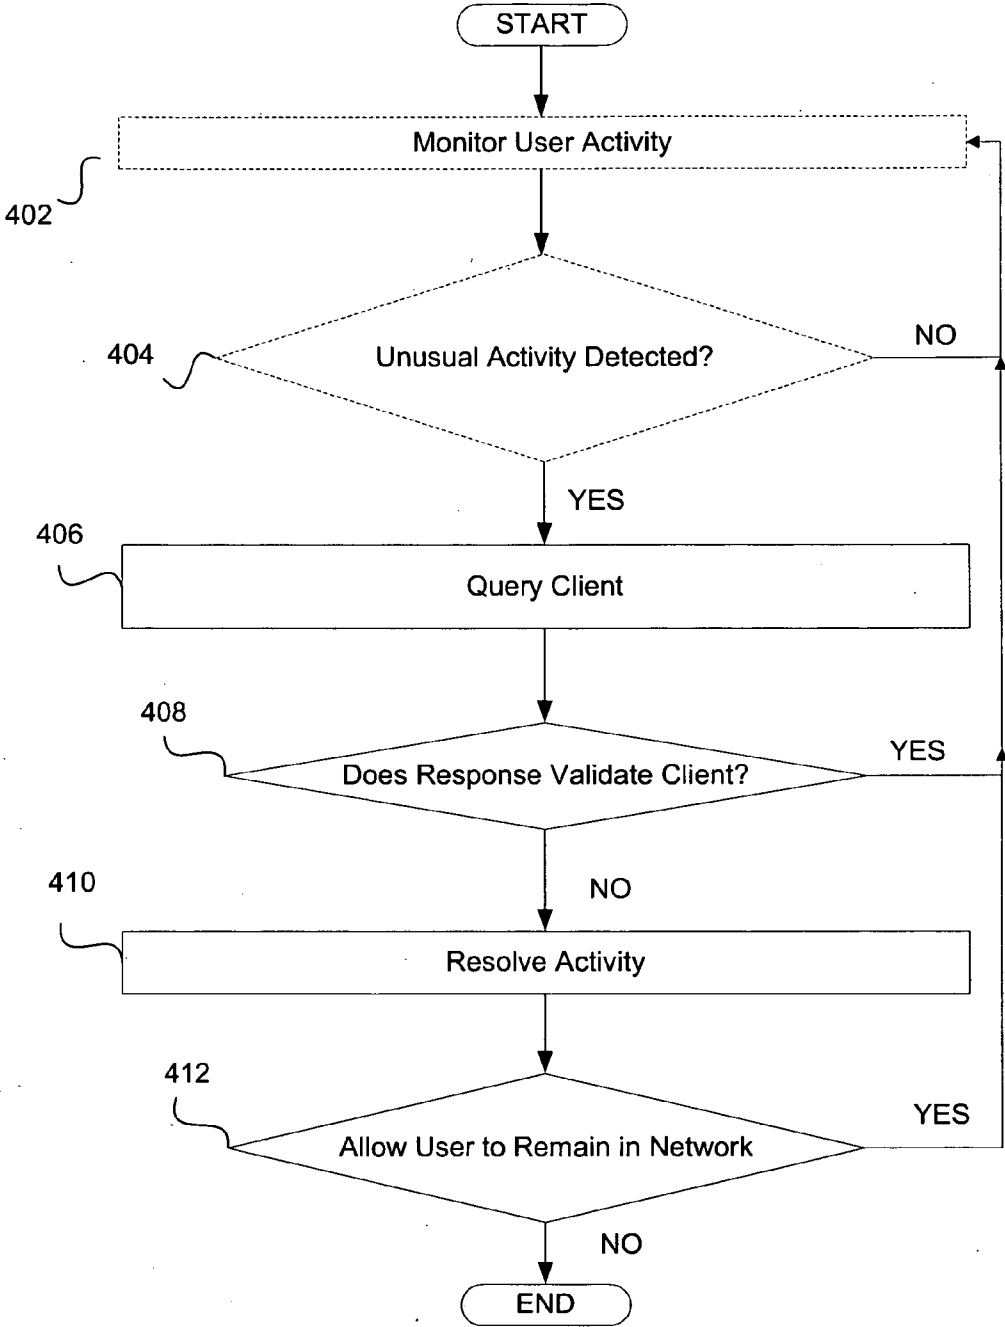 START
Monitor User Activity
402
404
Unusual Activity Detected?
NO
YES
406
Query Client
408
Does Response Validate Client?
YES
NO
410
Resolve Activity
412
Allow User to Remain in Network
YES
NO
END